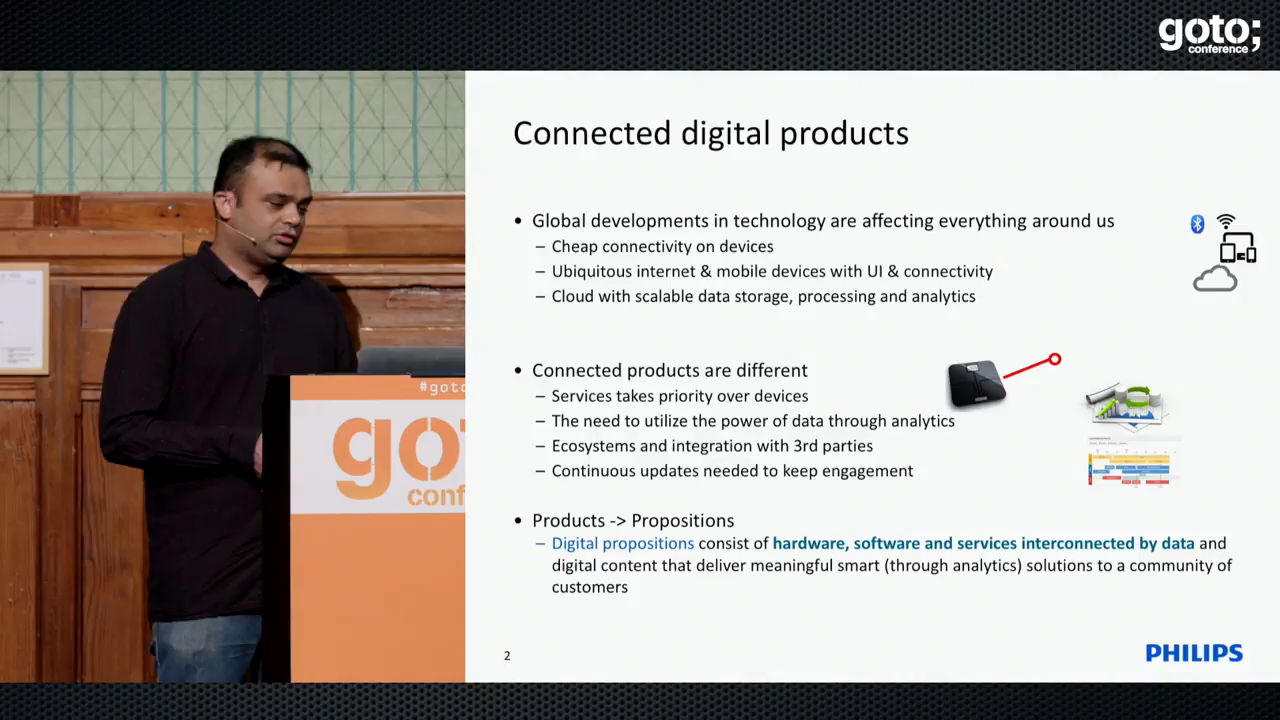 goto;
conference
Connected digital products
• Global developments in technology are affecting everything around us
– Cheap connectivity on devices
– Ubiquitous internet & mobile devices with UI & connectivity
– Cloud with scalable data storage, processing and analytics
• Connected products are different
– Services takes priority over devices
– The need to utilize the power of data through analytics
– Ecosystems and integration with 3rd parties
– Continuous updates needed to keep engagement
• Products -> Propositions
– Digital propositions consist of hardware, software and services interconnected by data and
digital content that deliver meaningful smart (through analytics) solutions to a community of
customers
2
PHILIPS
#goto
goto
conf